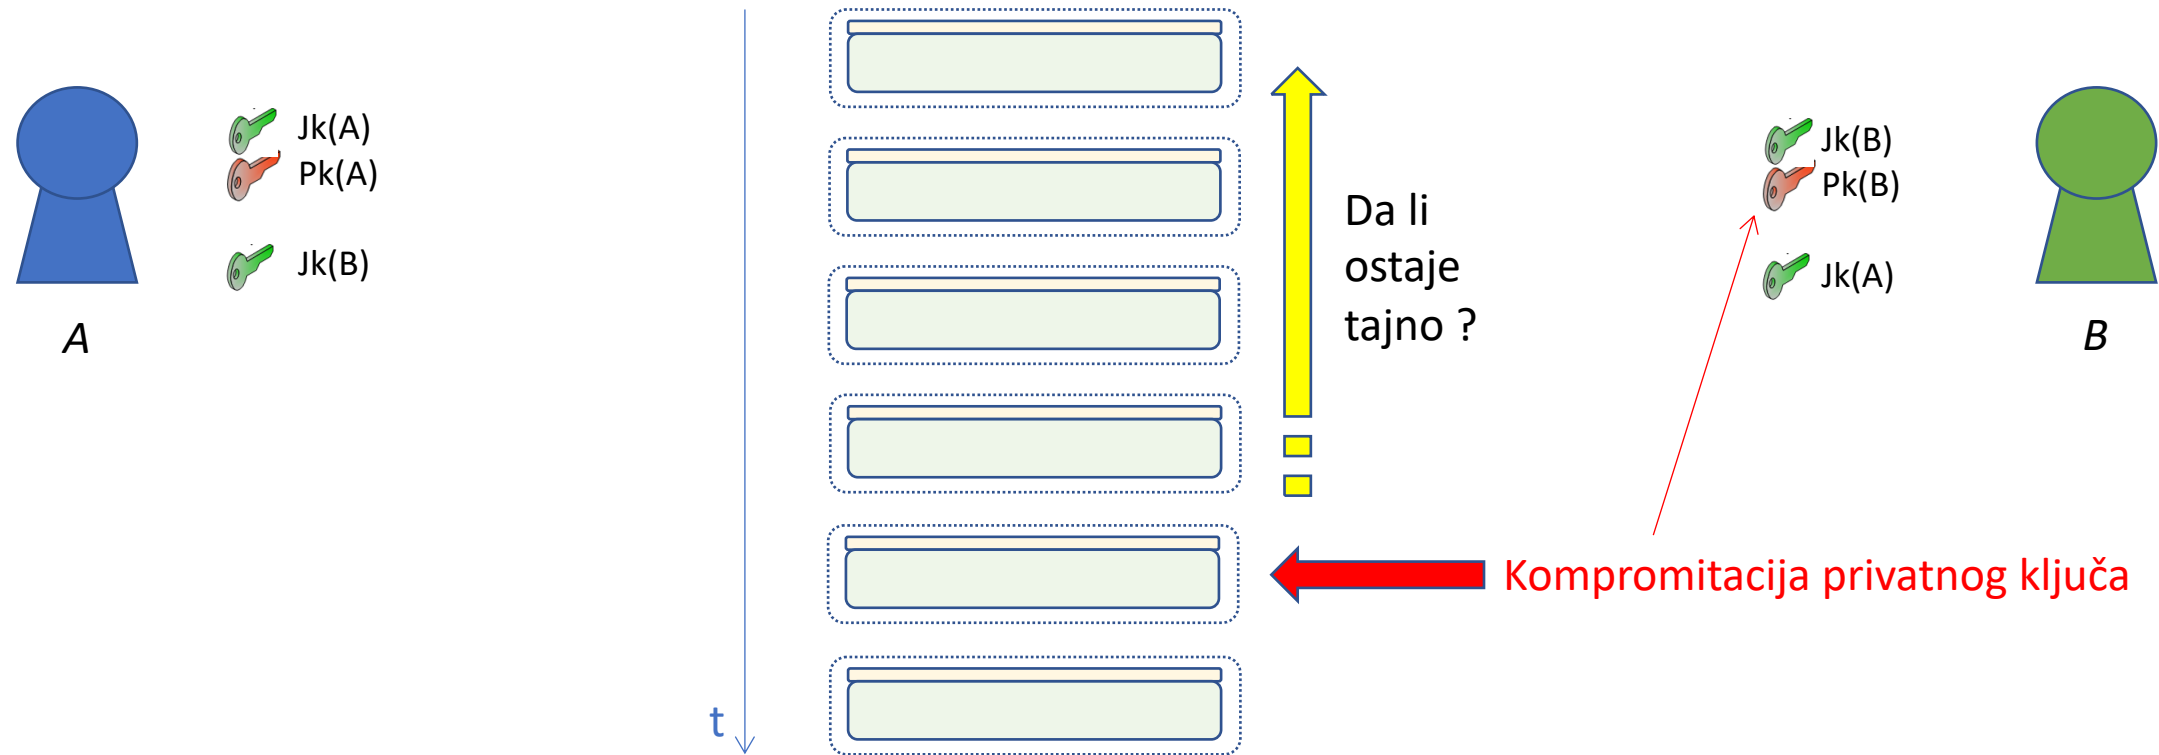 Jk(A)
Pk(A)
Jk(B)
A
t
Da li
ostaje
tajno ?
Jk(B)
Pk(B)
Jk(A)
B
Kompromitacija privatnog ključa